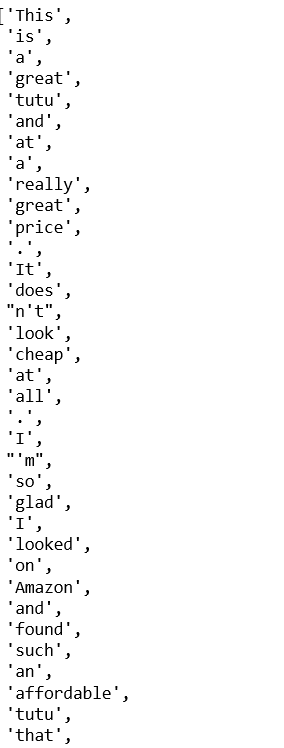 ['This',
'is',
'a',
'great',
'tutu',
'and',
'at',
'a',
'really',
'great',
'price',
'.',
'It',
'does',
"n't",
'look',
'cheap',
'at',
'all',
'.',
'I',
"'m",
'so',
'glad',
'I',
'looked',
'on',
'Amazon',
'and',
'found',
'such',
'an',
'affordable',
'tutu',
'that',